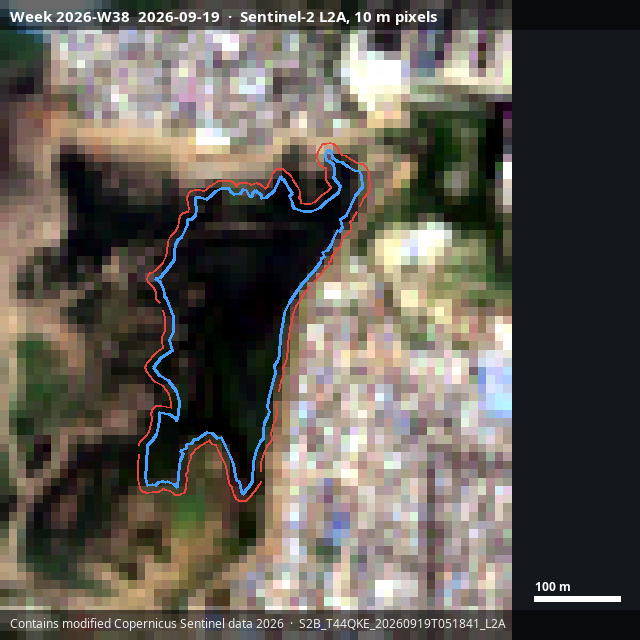 Week 2026-W38  2026-09-19  ·  Sentinel-2 L2A, 10 m pixels
100 m
Contains modified Copernicus Sentinel data 2026  ·  S2B_T44QKE_20260919T051841_L2A